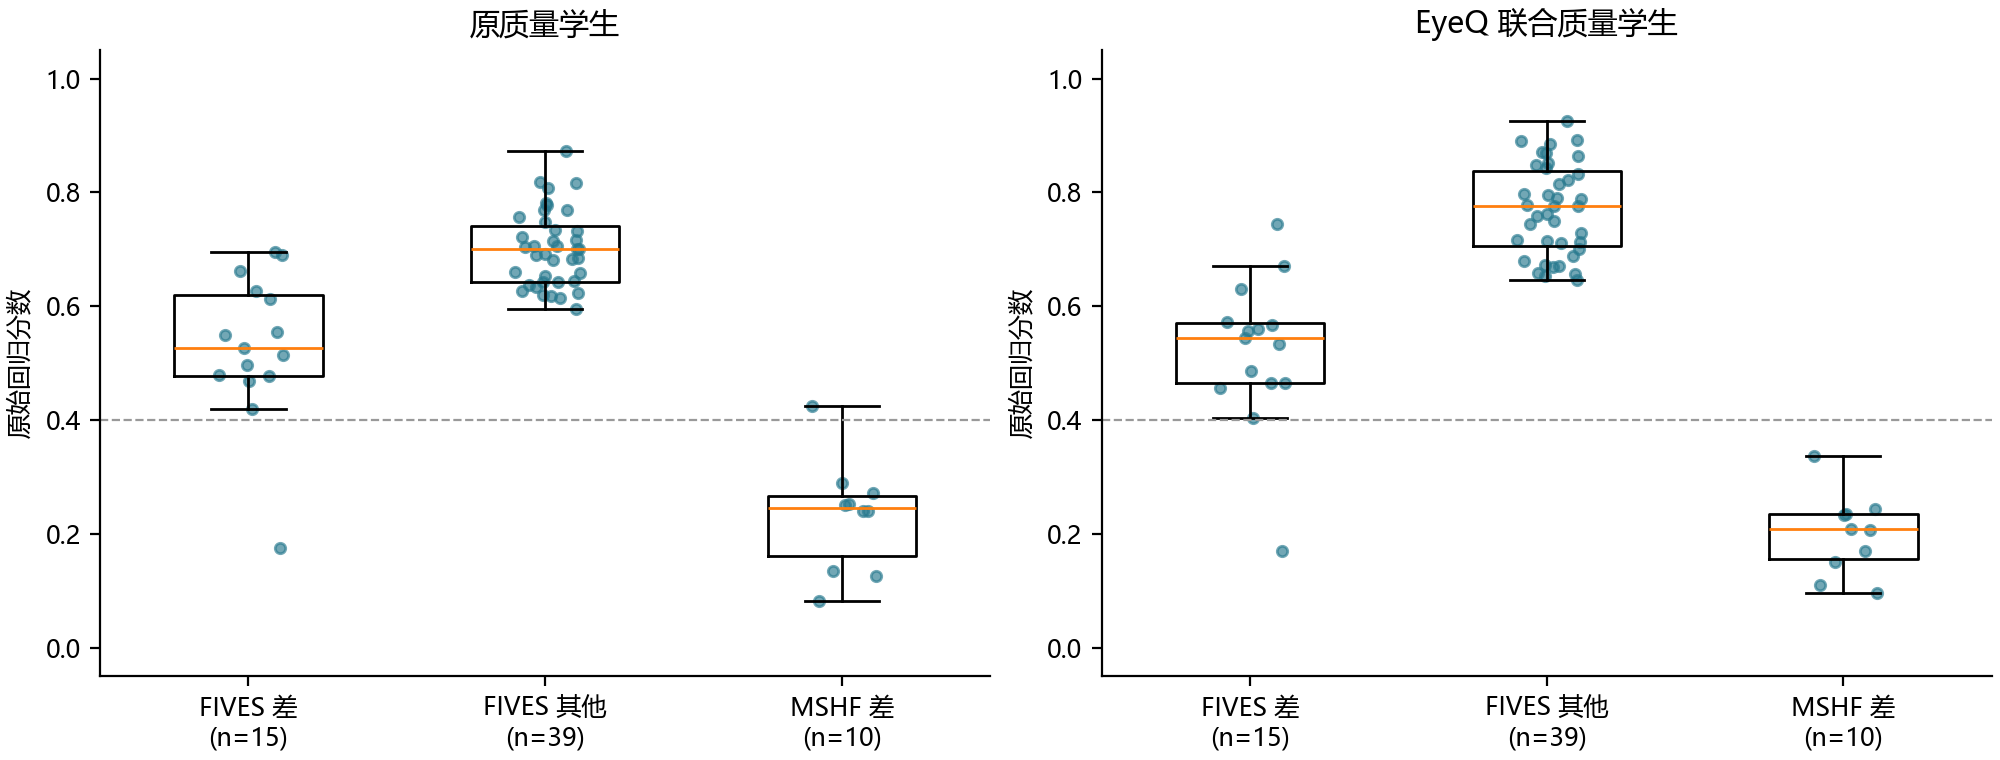 原质量学生
原始回归分数
1.0
0.8
0.6
0.4
0.2
0.0
FIVES 差
(n=15)
FIVES 其他
(n=39)
MSHF 差
(n=10)
EyeQ 联合质量学生
原始回归分数
1.0
0.8
0.6
0.4
0.2
0.0
FIVES 差
(n=15)
FIVES 其他
(n=39)
MSHF 差
(n=10)